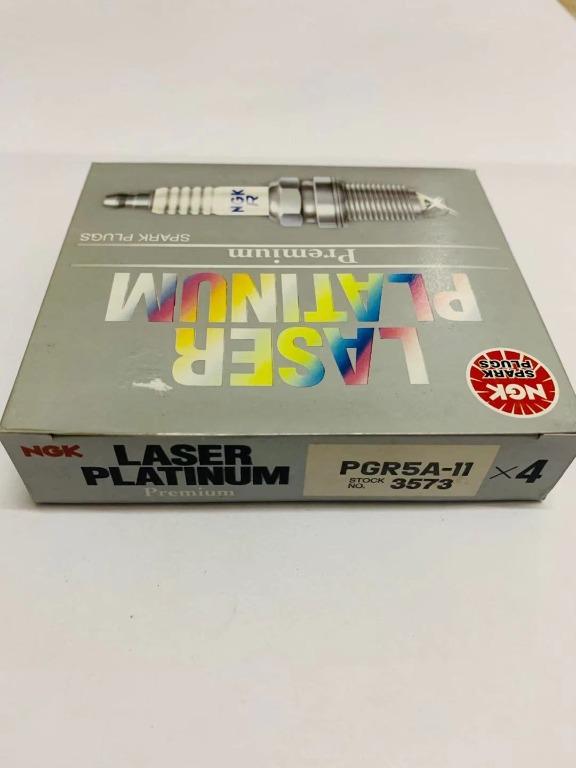 NGK
R
SPARK PLUGS
Premium
LASER
PLATINUM
NGK
SPARK
PLUGS
NGK
LASER
PLATINUM
Premium
PGR5A-11
STOCK
NO. 3573
×4